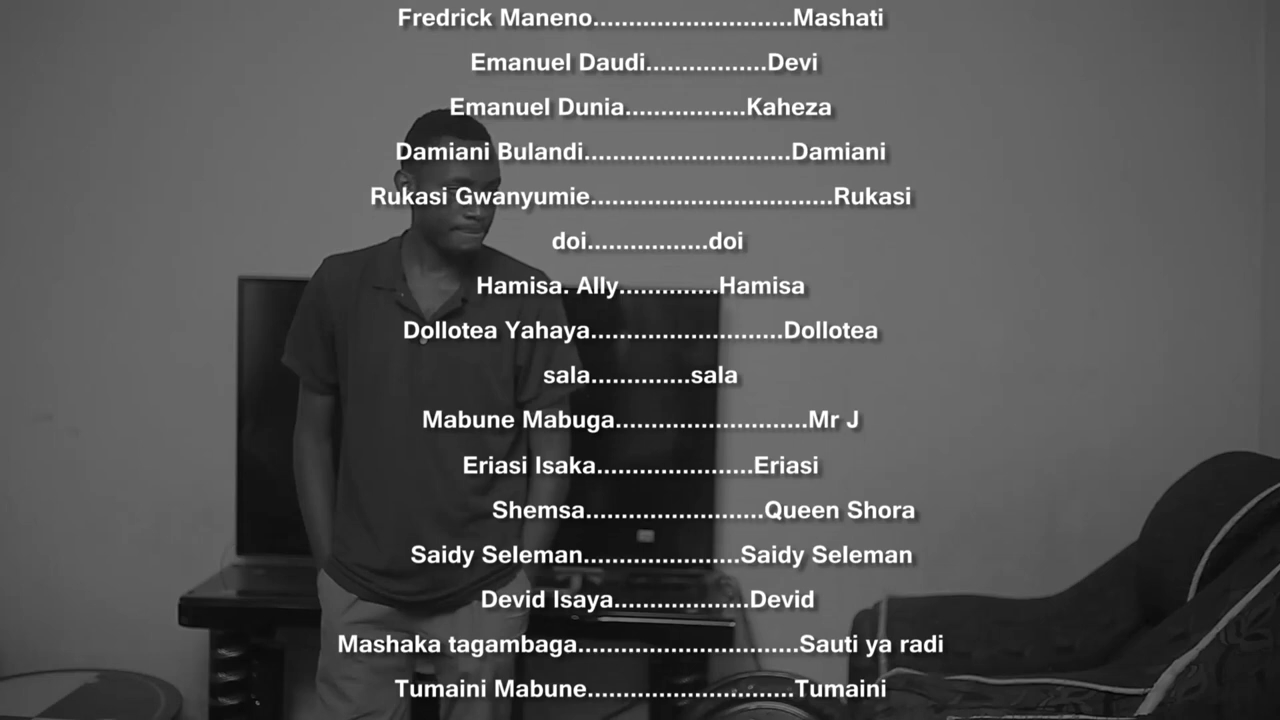 Fredrick Maneno............................Mashati
Emanuel Daudi.................Devi
Emanuel Dunia.................Kaheza
Damiani Bulandi.............................Damiani
Rukasi Gwanyumie..................................Rukasi
doi.................doi
Hamisa. Ally..............Hamisa
Dollotea Yahaya...........................Dollotea
sala..............sala
Mabune Mabuga...........................Mr J
Eriasi Isaka......................Eriasi
Shemsa.........................Queen Shora
Saidy Seleman......................Saidy Seleman
Devid Isaya...................Devid
Mashaka tagambaga...............................Sauti ya radi
Tumaini Mabune.............................Tumaini